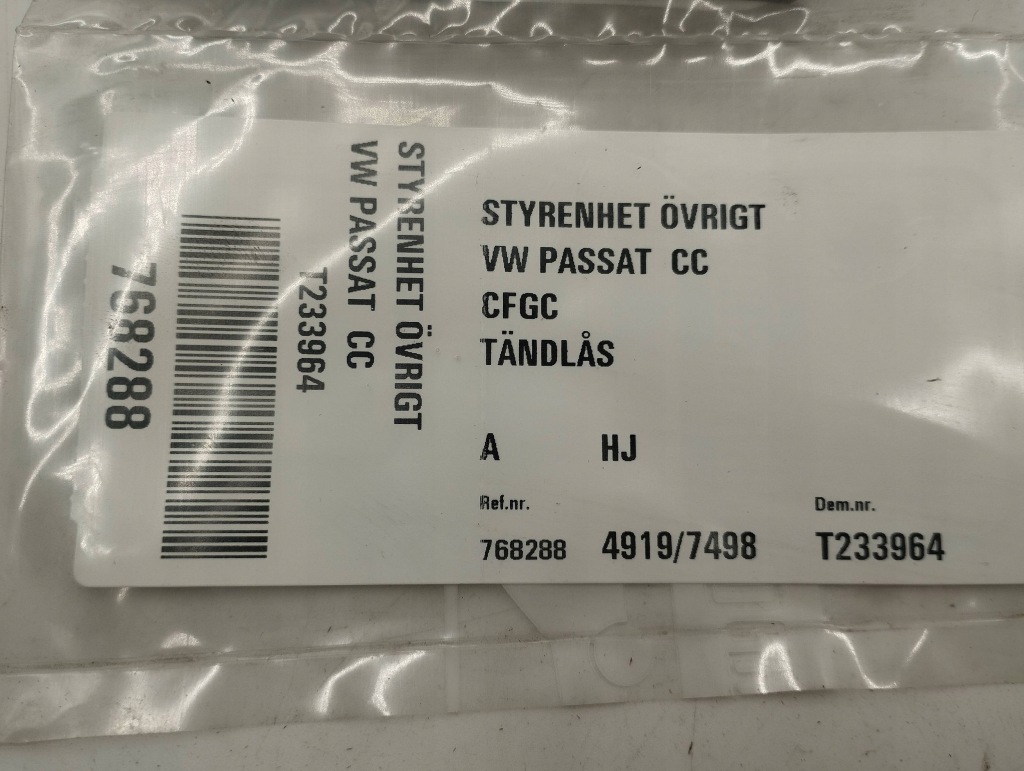 768288
T233964
VW PASSAT CC
STYRENHET ÖVRIGT
STYRENHET ÖVRIGT
VW PASSAT CC
CFGC
TÄNDLÅS
A HJ
Ref.nr. Dem.nr.
768288 4919/7498 T233964